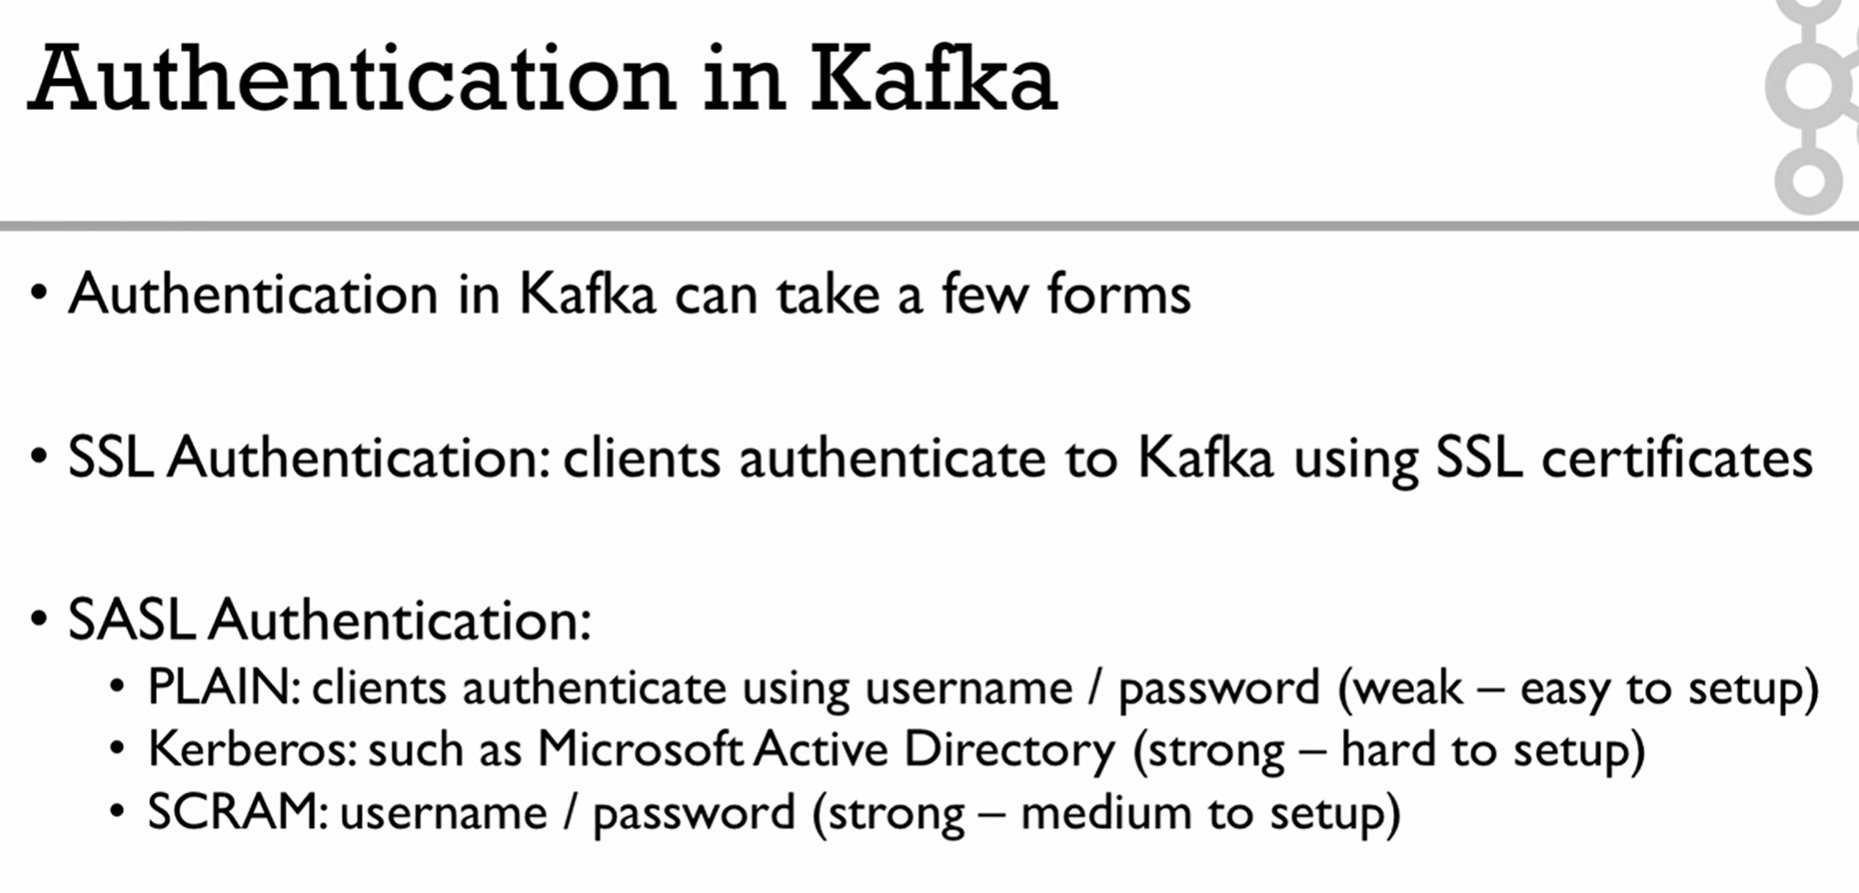 Authentication in Kafka
• Authentication in Kafka can take a few forms
• SSL Authentication: clients authenticate to Kafka using SSL certificates
• SASL Authentication:
• PLAIN: clients authenticate using username / password (weak – easy to setup)
• Kerberos: such as Microsoft Active Directory (strong – hard to setup)
• SCRAM: username / password (strong – medium to setup)